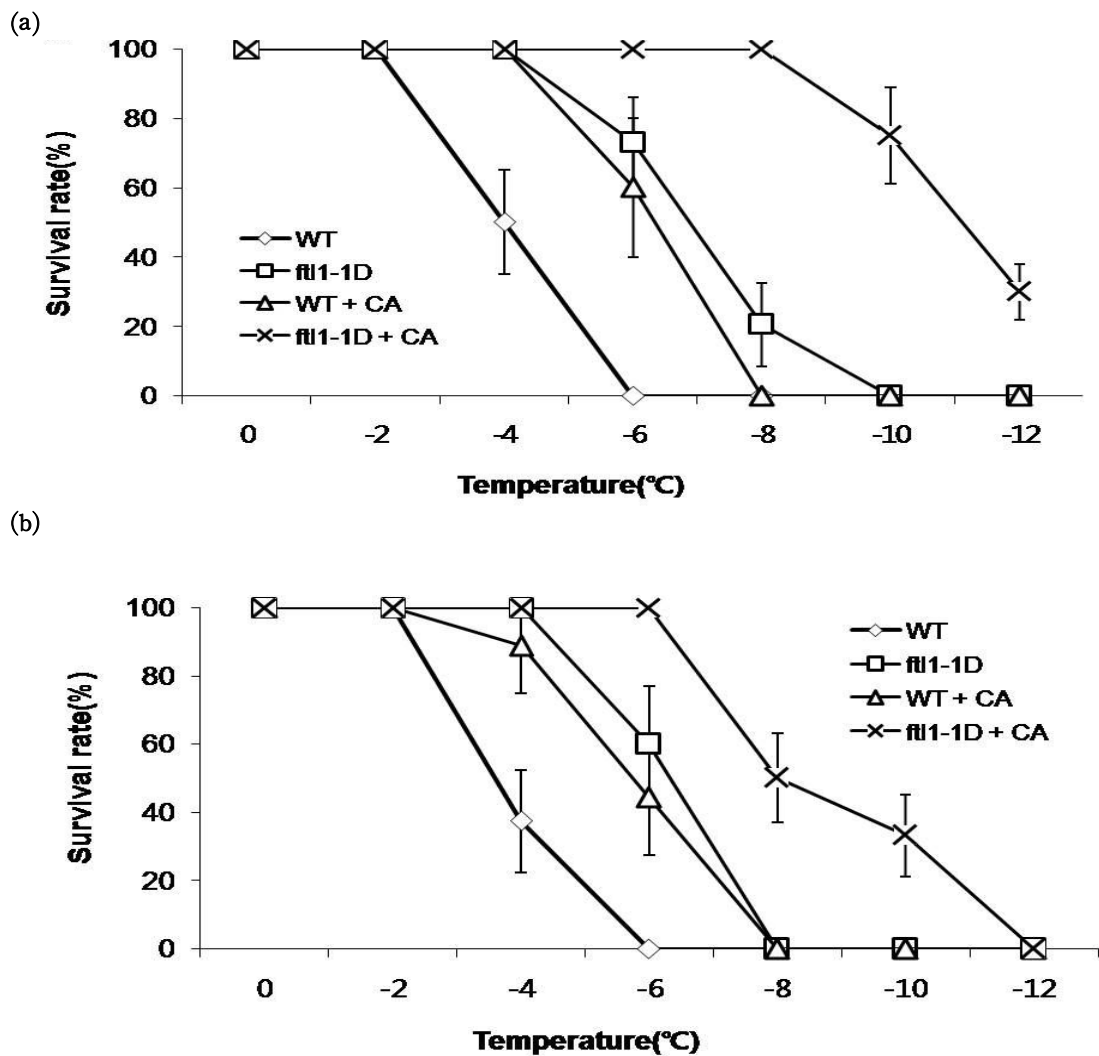 (a)
100
80
60
40
20
0
Survival rate(%)
WT
ftl1-1D
WT + CA
ftl1-1D + CA
0 -2 -4 -6 -8 -10 -12
Temperature(°C)
(b)
100
80
60
40
20
0
Survival rate(%)
WT
ftl1-1D
WT + CA
ftl1-1D + CA
0 -2 -4 -6 -8 -10 -12
Temperature(°C)